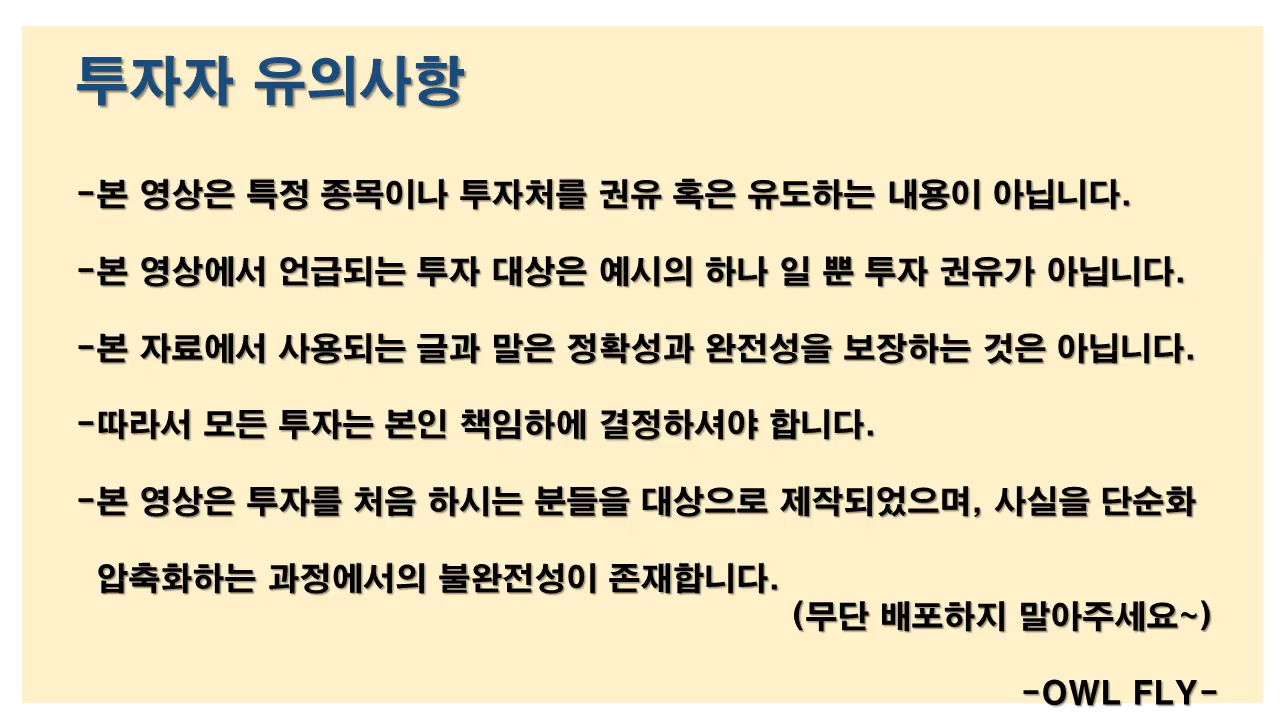 투자자 유의사항
-본 영상은 특정 종목이나 투자처를 권유 혹은 유도하는 내용이 아닙니다.
-본 영상에서 언급되는 투자 대상은 예시의 하나 일 뿐 투자 권유가 아닙니다.
-본 자료에서 사용되는 글과 말은 정확성과 완전성을 보장하는 것은 아닙니다.
-따라서 모든 투자는 본인 책임하에 결정하셔야 합니다.
-본 영상은 투자를 처음 하시는 분들을 대상으로 제작되었으며, 사실을 단순화
압축화하는 과정에서의 불완전성이 존재합니다.
(무단 배포하지 말아주세요~)
-OWL FLY-